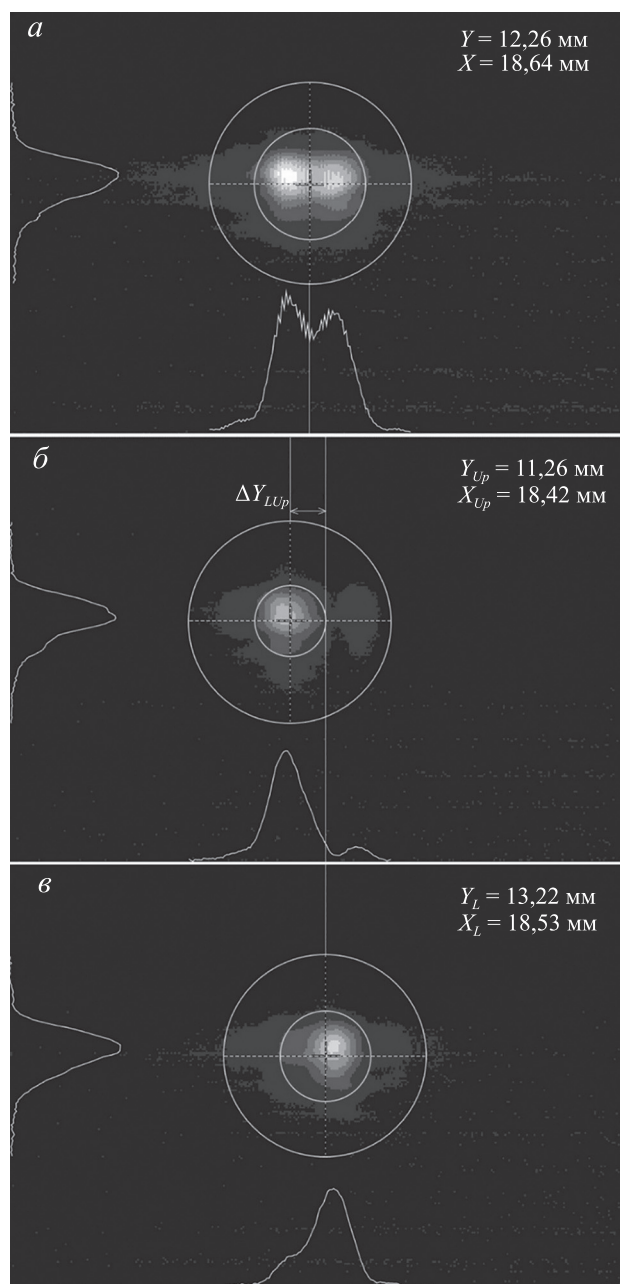 а
Y = 12,26 мм
X = 18,64 мм
б
Y_Up = 11,26 мм
X_Up = 18,42 мм
ΔY_LUp
в
Y_L = 13,22 мм
X_L = 18,53 мм